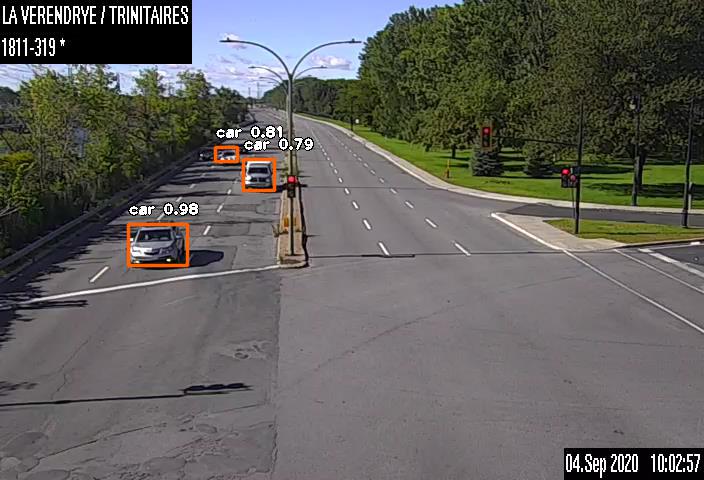 LA VERENDRYE / TRINITAIRES
1811-319 *
car 0.81
car 0.79
car 0.98
04.Sep 2020 10:02:57